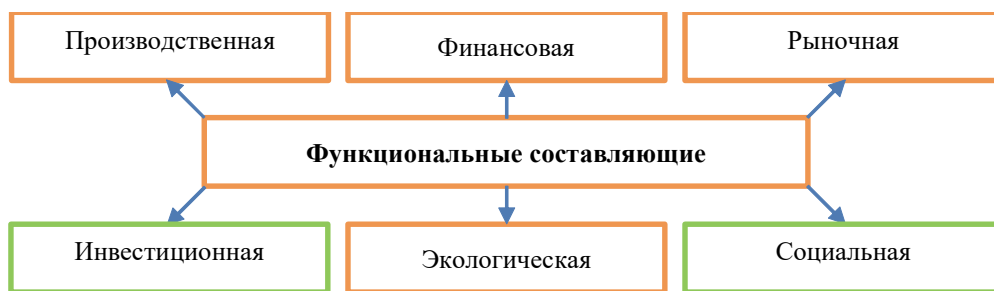 Производственная
Финансовая
Рыночная
Функциональные составляющие
Инвестиционная
Экологическая
Социальная